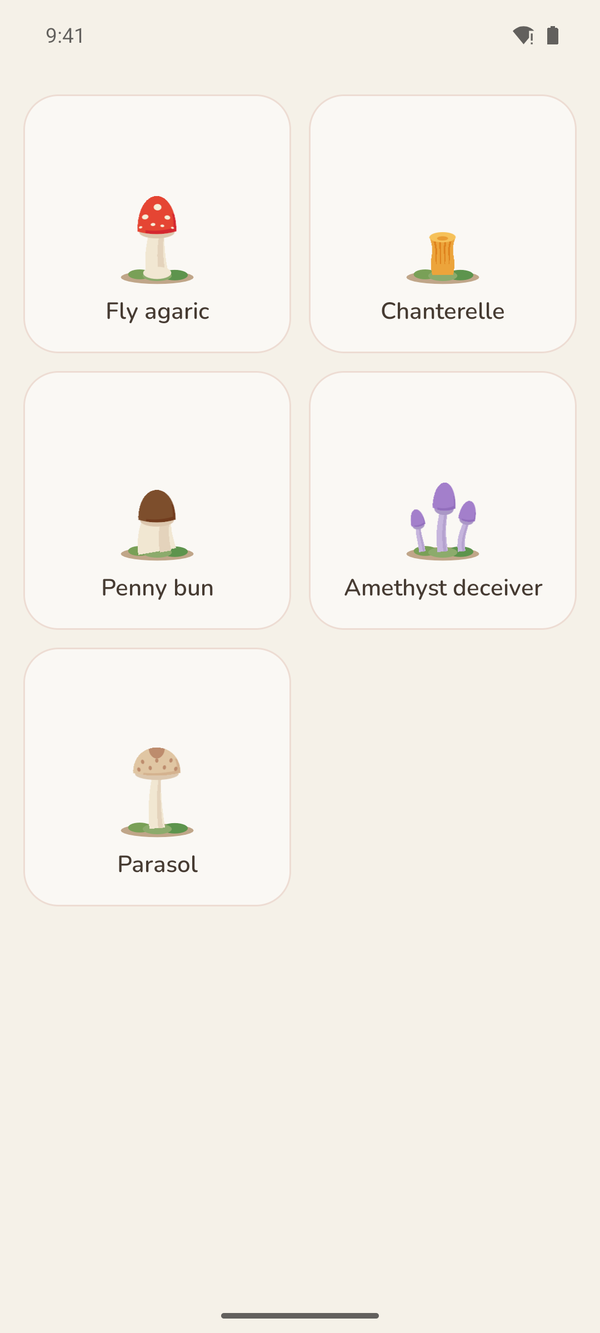 9:41
Fly agaric
Chanterelle
Penny bun
Amethyst deceiver
Parasol